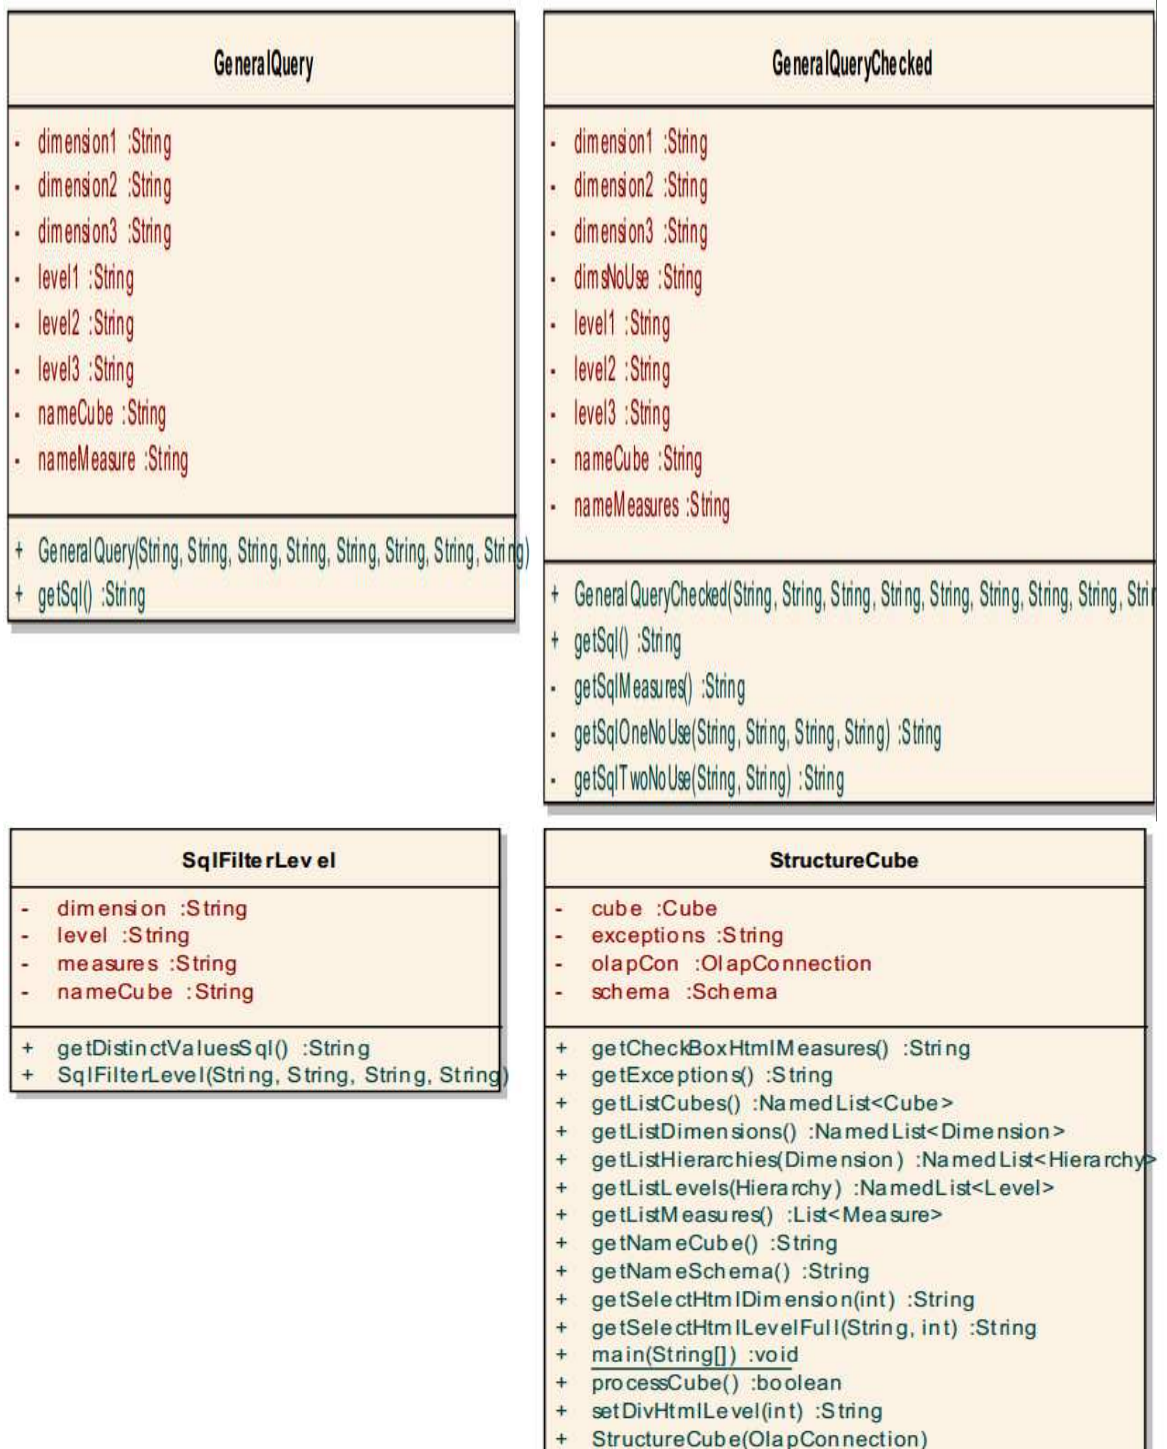 GeneralQuery
- dimension1 :String
- dimension2 :String
- dimension3 :String
- level1 :String
- level2 :String
- level3 :String
- nameCube :String
- nameMeasure :String
+ GeneralQuery(String, String, String, String, String, String, String, String)
+ getSql() :String
GeneralQueryChecked
- dimension1 :String
- dimension2 :String
- dimension3 :String
- dimsNoUse :String
- level1 :String
- level2 :String
- level3 :String
- nameCube :String
- nameMeasures :String
+ GeneralQueryChecked(String, String, String, String, String, String, String, String, Stri
+ getSql() :String
- getSqlMeasures() :String
- getSqlOneNoUse(String, String, String, String) :String
- getSqlTwoNoUse(String, String) :String
SqlFilterLevel
- dimension :String
- level :String
- measures :String
- nameCube :String
+ getDistinctValuesSql() :String
+ SqlFilterLevel(String, String, String, String)
StructureCube
- cube :Cube
- exceptions :String
- olapCon :OlapConnection
- schema :Schema
+ getCheckBoxHtmlMeasures() :String
+ getExceptions() :String
+ getListCubes() :NamedList<Cube>
+ getListDimensions() :NamedList<Dimension>
+ getListHierarchies(Dimension) :NamedList<Hierarchy>
+ getListLevels(Hierarchy) :NamedList<Level>
+ getListMeasures() :List<Measure>
+ getNameCube() :String
+ getNameSchema() :String
+ getSelectHtmlDimension(int) :String
+ getSelectHtmlLevelFull(String, int) :String
+ main(String[]) :void
+ processCube() :boolean
+ setDivHtmlLevel(int) :String
+ StructureCube(OlapConnection)